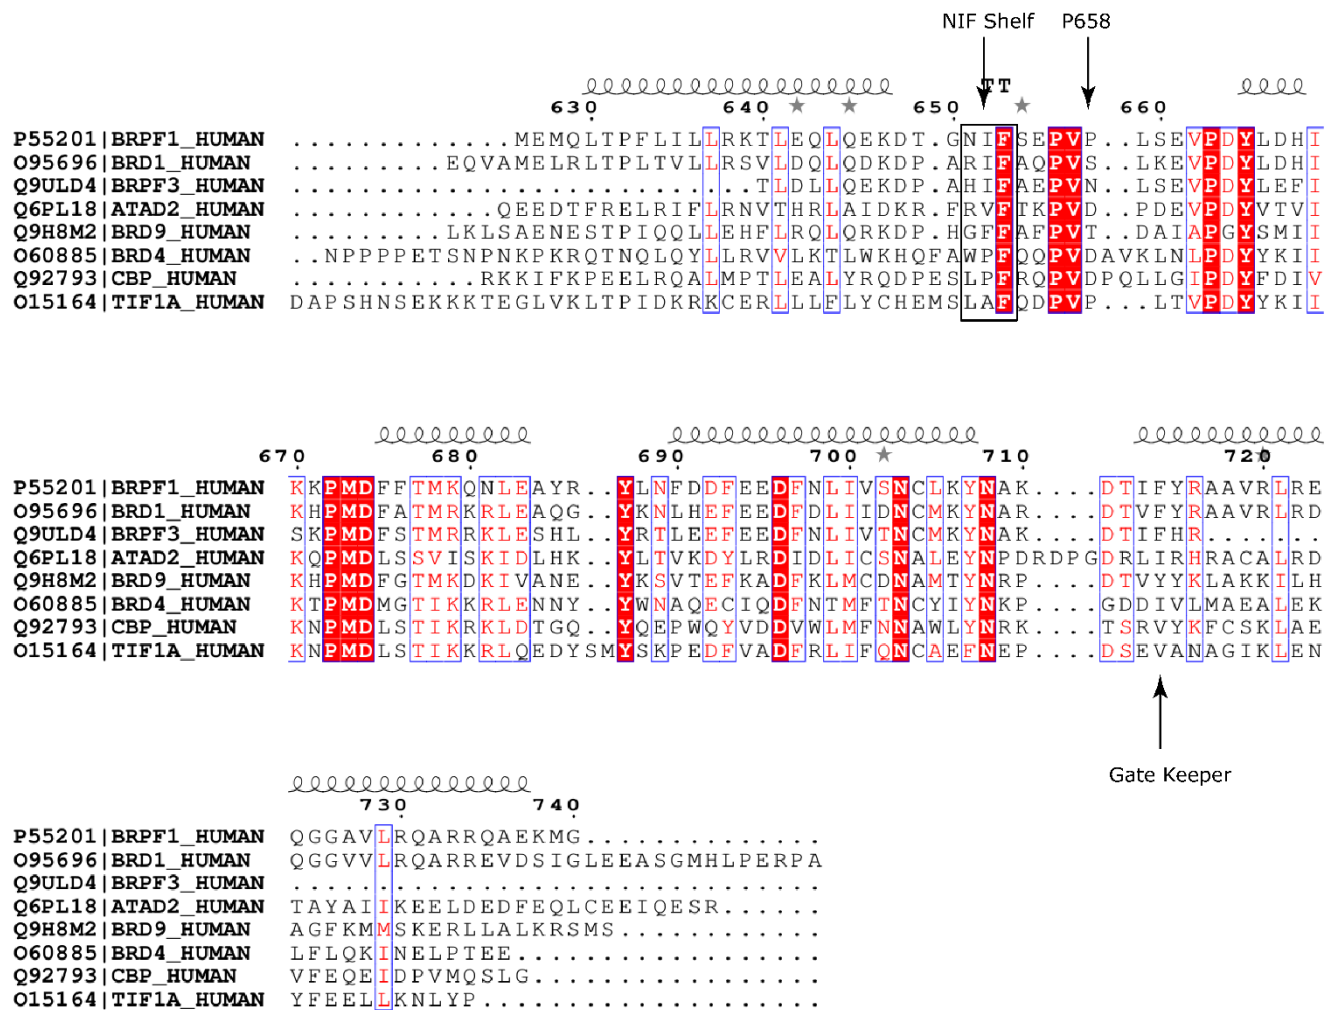 NIF Shelf P658
TT
630 640 650 660
P55201|BRPF1_HUMAN .............MEMQLTPFLILLRKTLEQLQEKDT.GNIFSEPVP..LSEVPDYLDHI
O95696|BRD1_HUMAN .........EQVAMELRLTPLTVLLRSVLDQLQDKDP.ARIFAQPVS..LKEVPDYLDHI
Q9ULD4|BRPF3_HUMAN ...........................TLDLLQEKDP.AHIFAEPVN..LSEVPDYLEFI
Q6PL18|ATAD2_HUMAN ............QEEDTFRELRIFLRNVTHRLAIDKR.FRVFTKPVD..PDEVPDYVTVI
Q9H8M2|BRD9_HUMAN .........LKLSAENESTPIQQLLEHFLRQLQRKDP.HGFFAFPVT..DAIAPGYSMII
O60885|BRD4_HUMAN ..NPPPPETSNPNKPKRQTNQLQYLLRVVLKTLWKHQFAWPFQQPVDAVKLNLPDYYKII
Q92793|CBP_HUMAN ...........RKKIFKPEELRQALMPTLEALYRQDPESLPFRQPVDPQLLGIPDYFDIV
O15164|TIF1A_HUMAN DAPSHNSEKKKTEGLVKLTPIDKRKCERLLLFLYCHEMSLAFQDPVP...LTVPDYYKII
670 680 690 700 710 720
P55201|BRPF1_HUMAN KKPMDFFTMKQNLEAYR..YLNFDDFEEDFNLIVSNCLKYNAK....DTIFYRAAVRLRE
O95696|BRD1_HUMAN KHPMDFATMRKRLEAQG..YKNLHEFEEDFDLIIDNCMKYNAR....DTVFYRAAVRLRD
Q9ULD4|BRPF3_HUMAN SKPMDFSTMRRKLESHL..YRTLEEFEEDFNLIVTNCMKYNAK....DTIFHR.......
Q6PL18|ATAD2_HUMAN KQPMDLSSVISKIDLHK..YLTVKDYLRDIDLICSNALEYNPDRDPGDRLIRHRACALRD
Q9H8M2|BRD9_HUMAN KHPMDFGTMKDKIVANE..YKSVTEFKADFKLMCDNAMTYNRP....DTVYYKLAKKILH
O60885|BRD4_HUMAN KTPMDMGTIKKRLENNY..YWNAQECIQDFNTMFTNCYIYNKP....GDDIVLMAEALEK
Q92793|CBP_HUMAN KNPMDLSTIKRKLDTGQ..YQEPWQYVDDVWLMFNNAWLYNRK....TSRVYKFCSKLAE
O15164|TIF1A_HUMAN KNPMDLSTIKKRLQEDYSMYSKPEDFVADFRLIFQNCAEFNEP....DSEVANAGIKLEN
Gate Keeper
730 740
P55201|BRPF1_HUMAN QGGAVLRQARRQAEKMG..............
O95696|BRD1_HUMAN QGGVVLRQARREVDSIGLEEASGMHLPERPA
Q9ULD4|BRPF3_HUMAN ...............................
Q6PL18|ATAD2_HUMAN TAYAIIKEELDEDFEQLCEEIQESR......
Q9H8M2|BRD9_HUMAN AGFKMMSKERLLALKRSMS............
O60885|BRD4_HUMAN LFLQKINELPTEE..................
Q92793|CBP_HUMAN VFEQEIDPVMQSLG.................
O15164|TIF1A_HUMAN YFEELLKNLYP....................